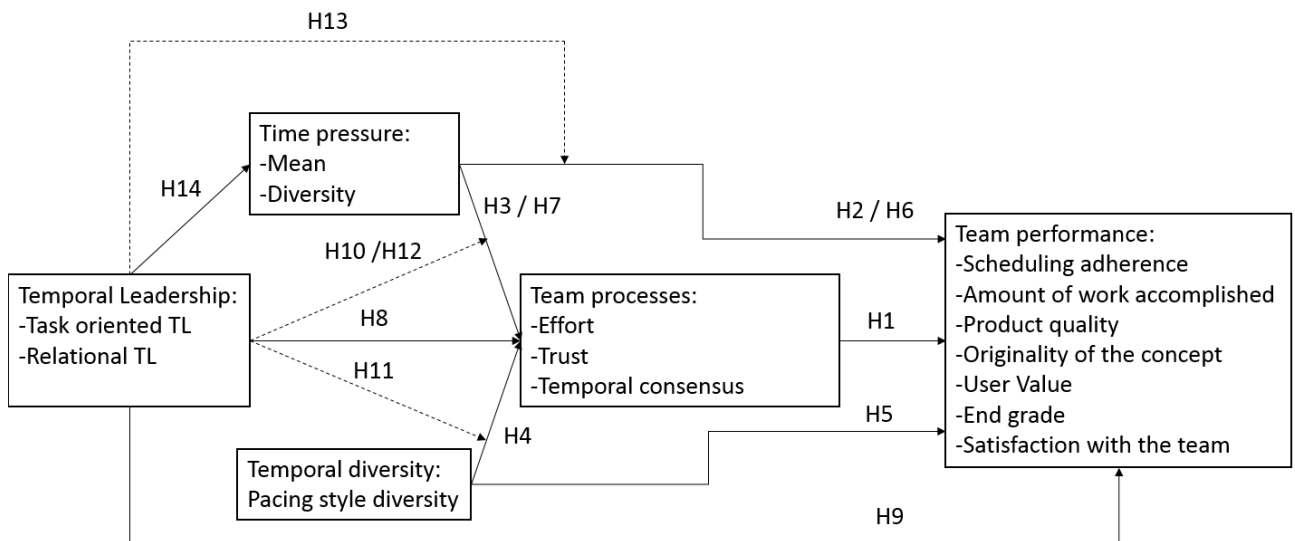 H13
Time pressure:
-Mean
-Diversity
H14
H3 / H7
H2 / H6
H10 /H12
Temporal Leadership:
-Task oriented TL
-Relational TL
H8
H11
Team processes:
-Effort
-Trust
-Temporal consensus
H1
Team performance:
-Scheduling adherence
-Amount of work accomplished
-Product quality
-Originality of the concept
-User Value
-End grade
-Satisfaction with the team
H4
H5
Temporal diversity:
Pacing style diversity
H9